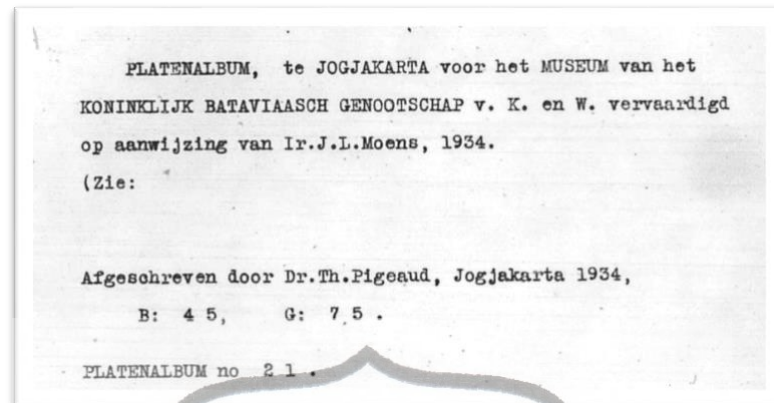 PLATENALBUM, te JOGJAKARTA voor het MUSEUM van het
KONINKLIJK BATAVIAASCH GENOOTSCHAP v. K. en W. vervaardigd
op aanwijzing van Ir.J.L.Moens, 1934.
(Zie:
Afgeschreven door Dr.Th.Pigeaud, Jogjakarta 1934,
B: 4 5, G: 7 5 .
PLATENALBUM no 2 1 .